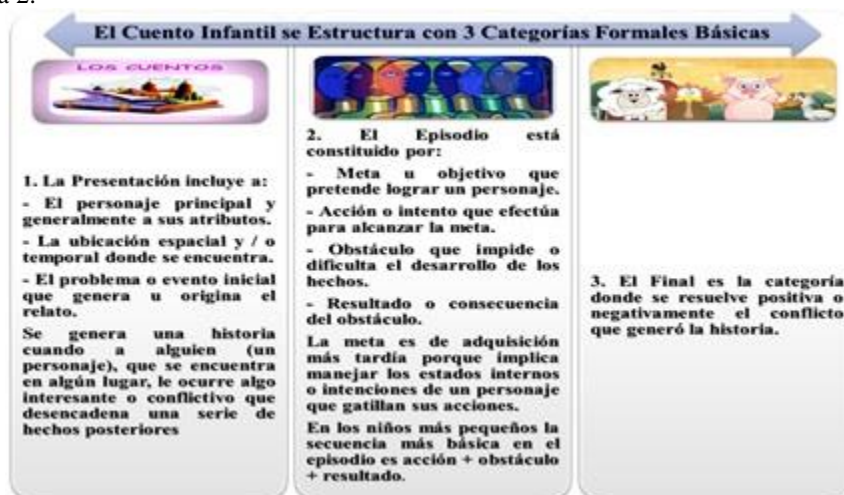 El Cuento Infantil se Estructura con 3 Categorías Formales Básicas
LOS CUENTOS
1. La Presentación incluye a:
- El personaje principal y
generalmente a sus atributos.
- La ubicación espacial y / o
temporal donde se encuentra.
- El problema o evento inicial
que genera u origina el
relato.
Se genera una historia
cuando a alguien (un
personaje), que se encuentra
en algún lugar, le ocurre algo
interesante o conflictivo que
desencadena una serie de
hechos posteriores
2. El Episodio está
constituido por:
- Meta u objetivo que
pretende lograr un personaje.
- Acción o intento que efectúa
para alcanzar la meta.
- Obstáculo que impide o
dificulta el desarrollo de los
hechos.
- Resultado o consecuencia
del obstáculo.
La meta es de adquisición
más tardía porque implica
manejar los estados internos
o intenciones de un personaje
que gatillan sus acciones.
En los niños más pequeños la
secuencia más básica en el
episodio es acción + obstáculo
+ resultado.
3. El Final es la categoría
donde se resuelve positiva o
negativamente el conflicto
que generó la historia.